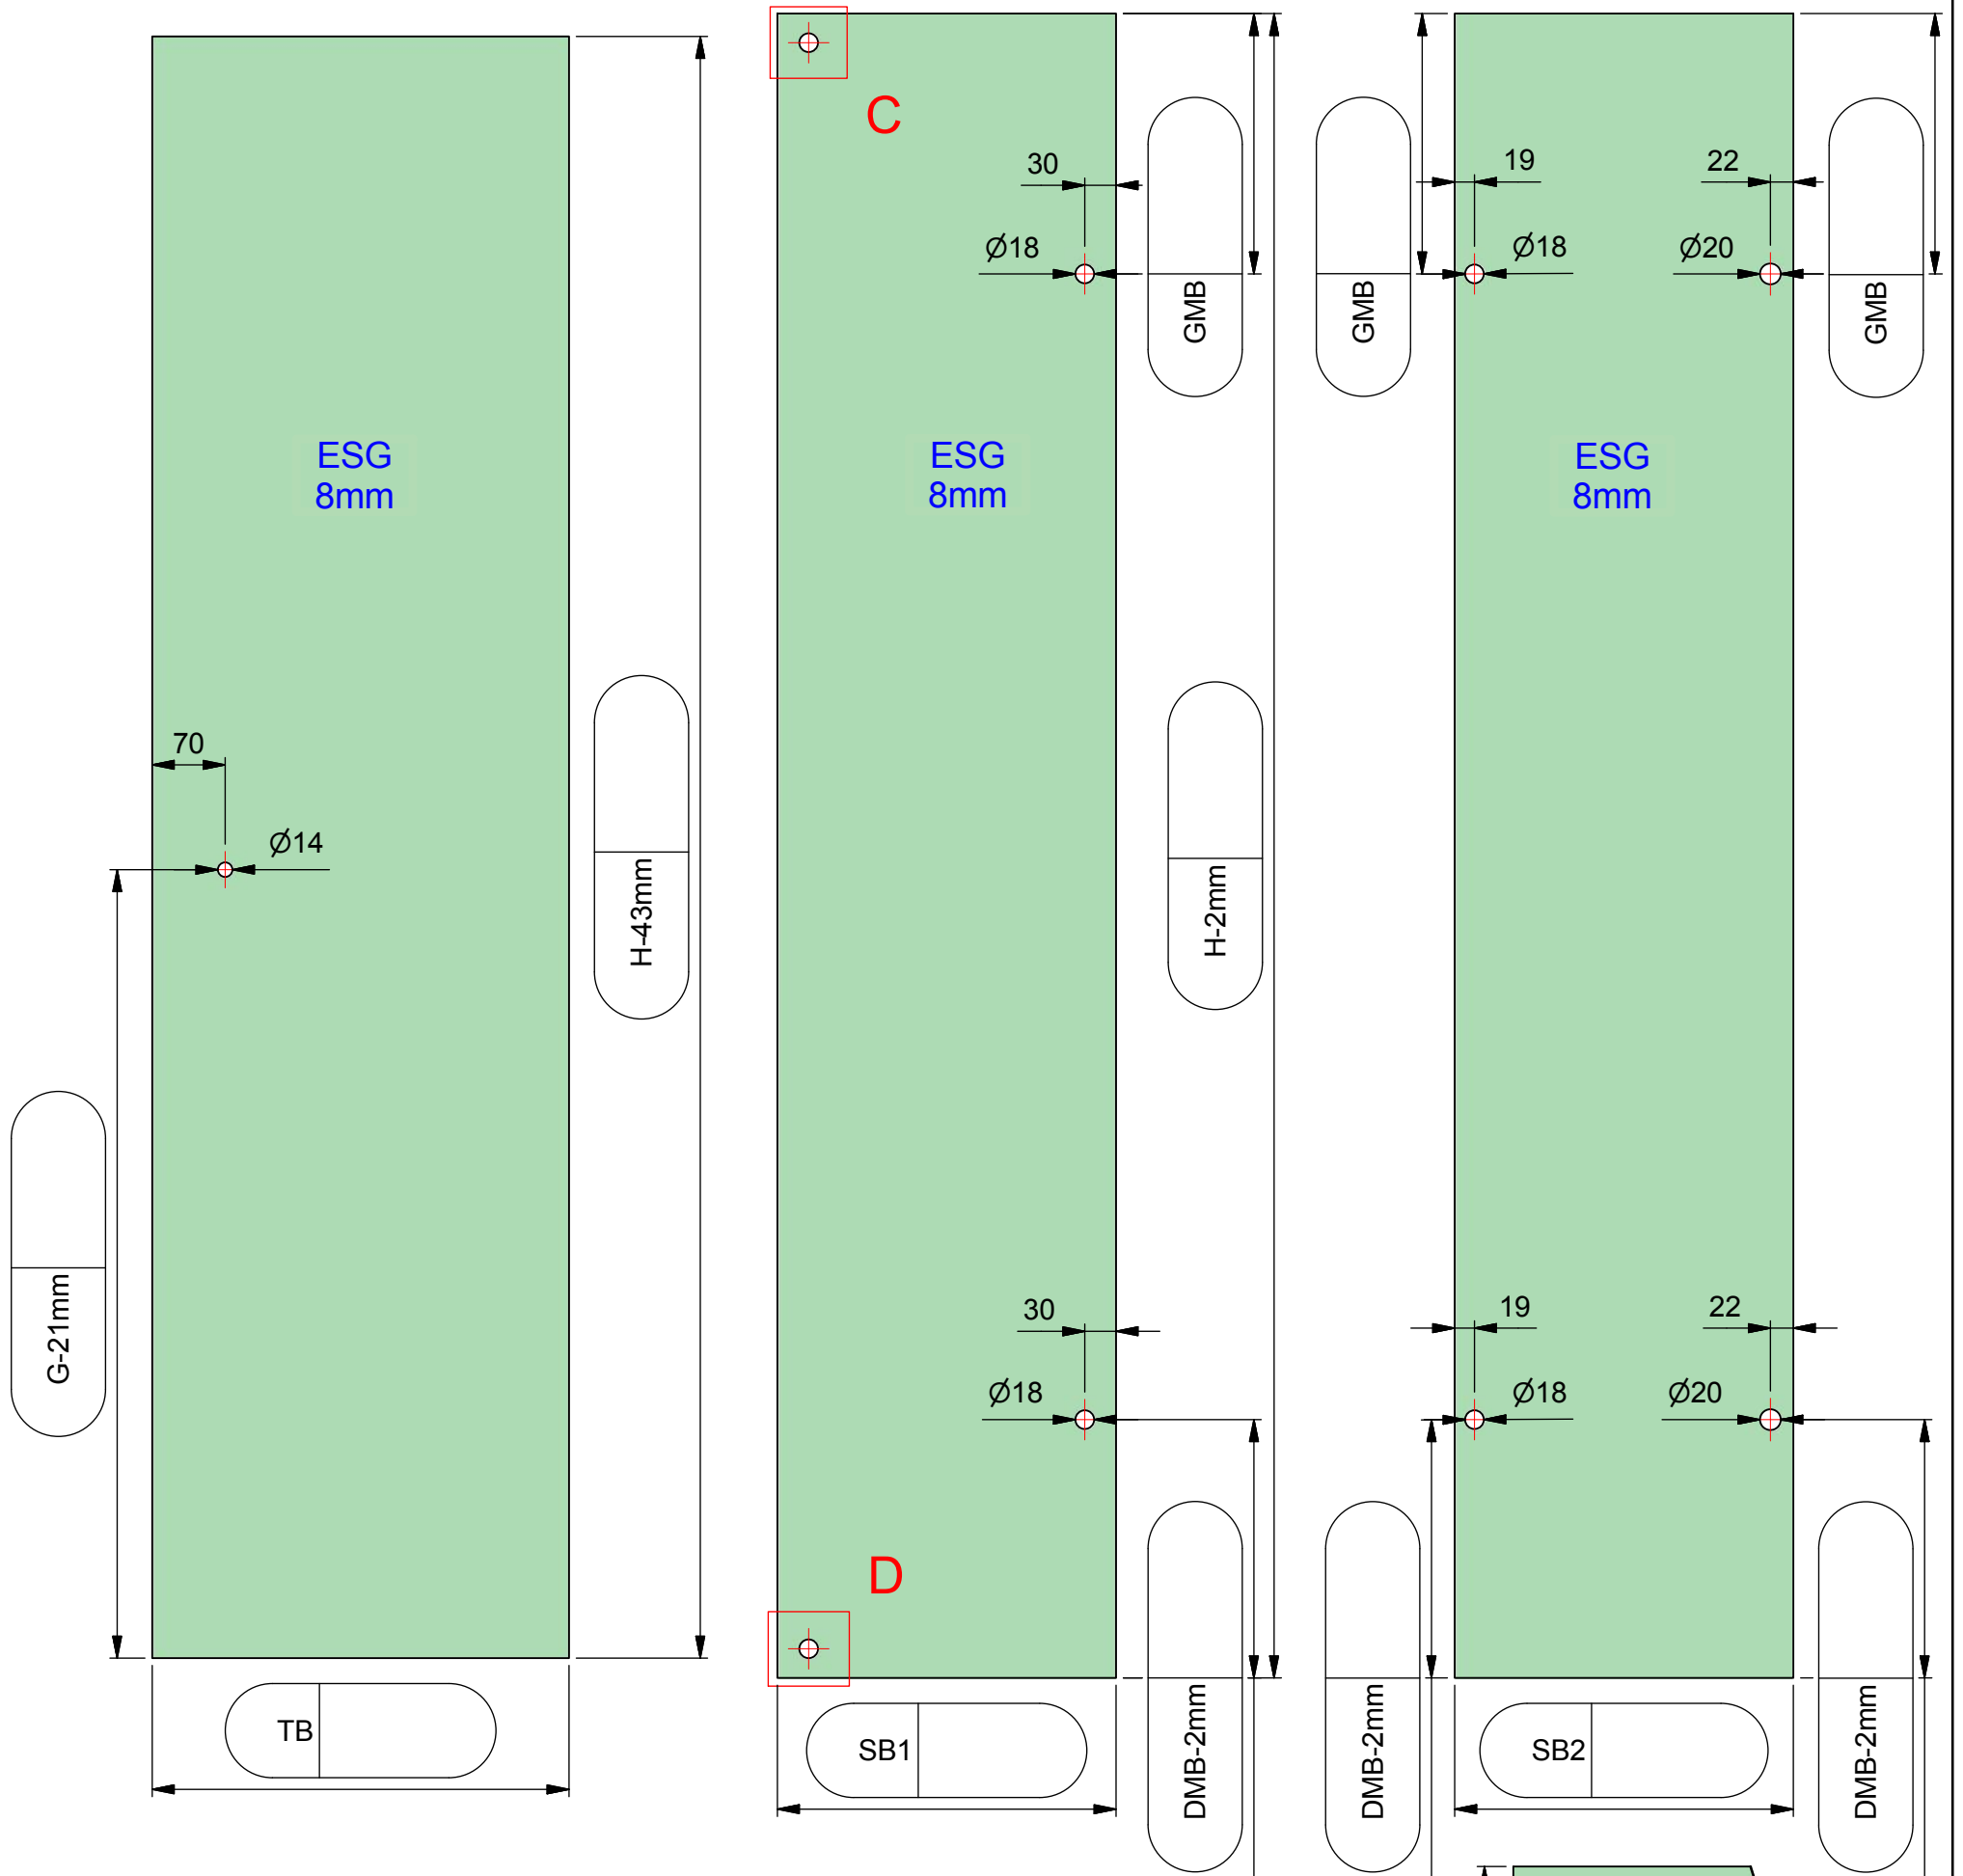 C
30
19
22
Ø18
Ø18
Ø20
GMB
GMB
GMB
ESG
8mm
ESG
8mm
ESG
8mm
70
Ø14
H-43mm
H-2mm
G-21mm
30
19
22
Ø18
Ø18
Ø20
D
TB
SB1
DMB-2mm
DMB-2mm
SB2
DMB-2mm